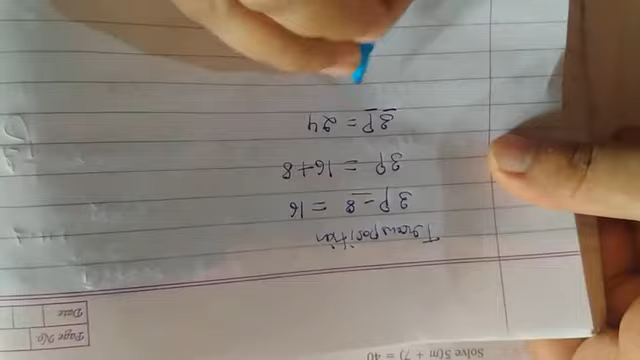 Solve 5(m + 7) = 40
Page No
Date
Transposition
3P - 8 = 16
3P = 16+8
3P = 24